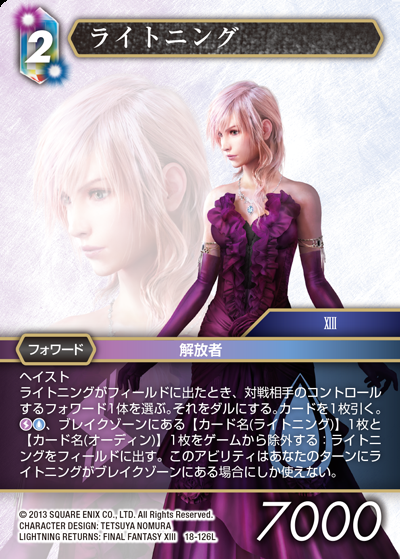 2
ライトニング
XIII
フォワード
解放者
ヘイスト
ライトニングがフィールドに出たとき、対戦相手のコントロール
するフォワード1体を選ぶ。それをダルにする。カードを1枚引く。
、ブレイクゾーンにある【カード名(ライトニング)】1枚と
【カード名(オーディン)】1枚をゲームから除外する：ライトニ
ングをフィールドに出す。このアビリティはあなたのターンにラ
イトニングがブレイクゾーンにある場合にしか使えない。
© 2013 SQUARE ENIX CO., LTD. All Rights Reserved.
CHARACTER DESIGN: TETSUYA NOMURA
LIGHTNING RETURNS: FINAL FANTASY XIII 18-126L
7000